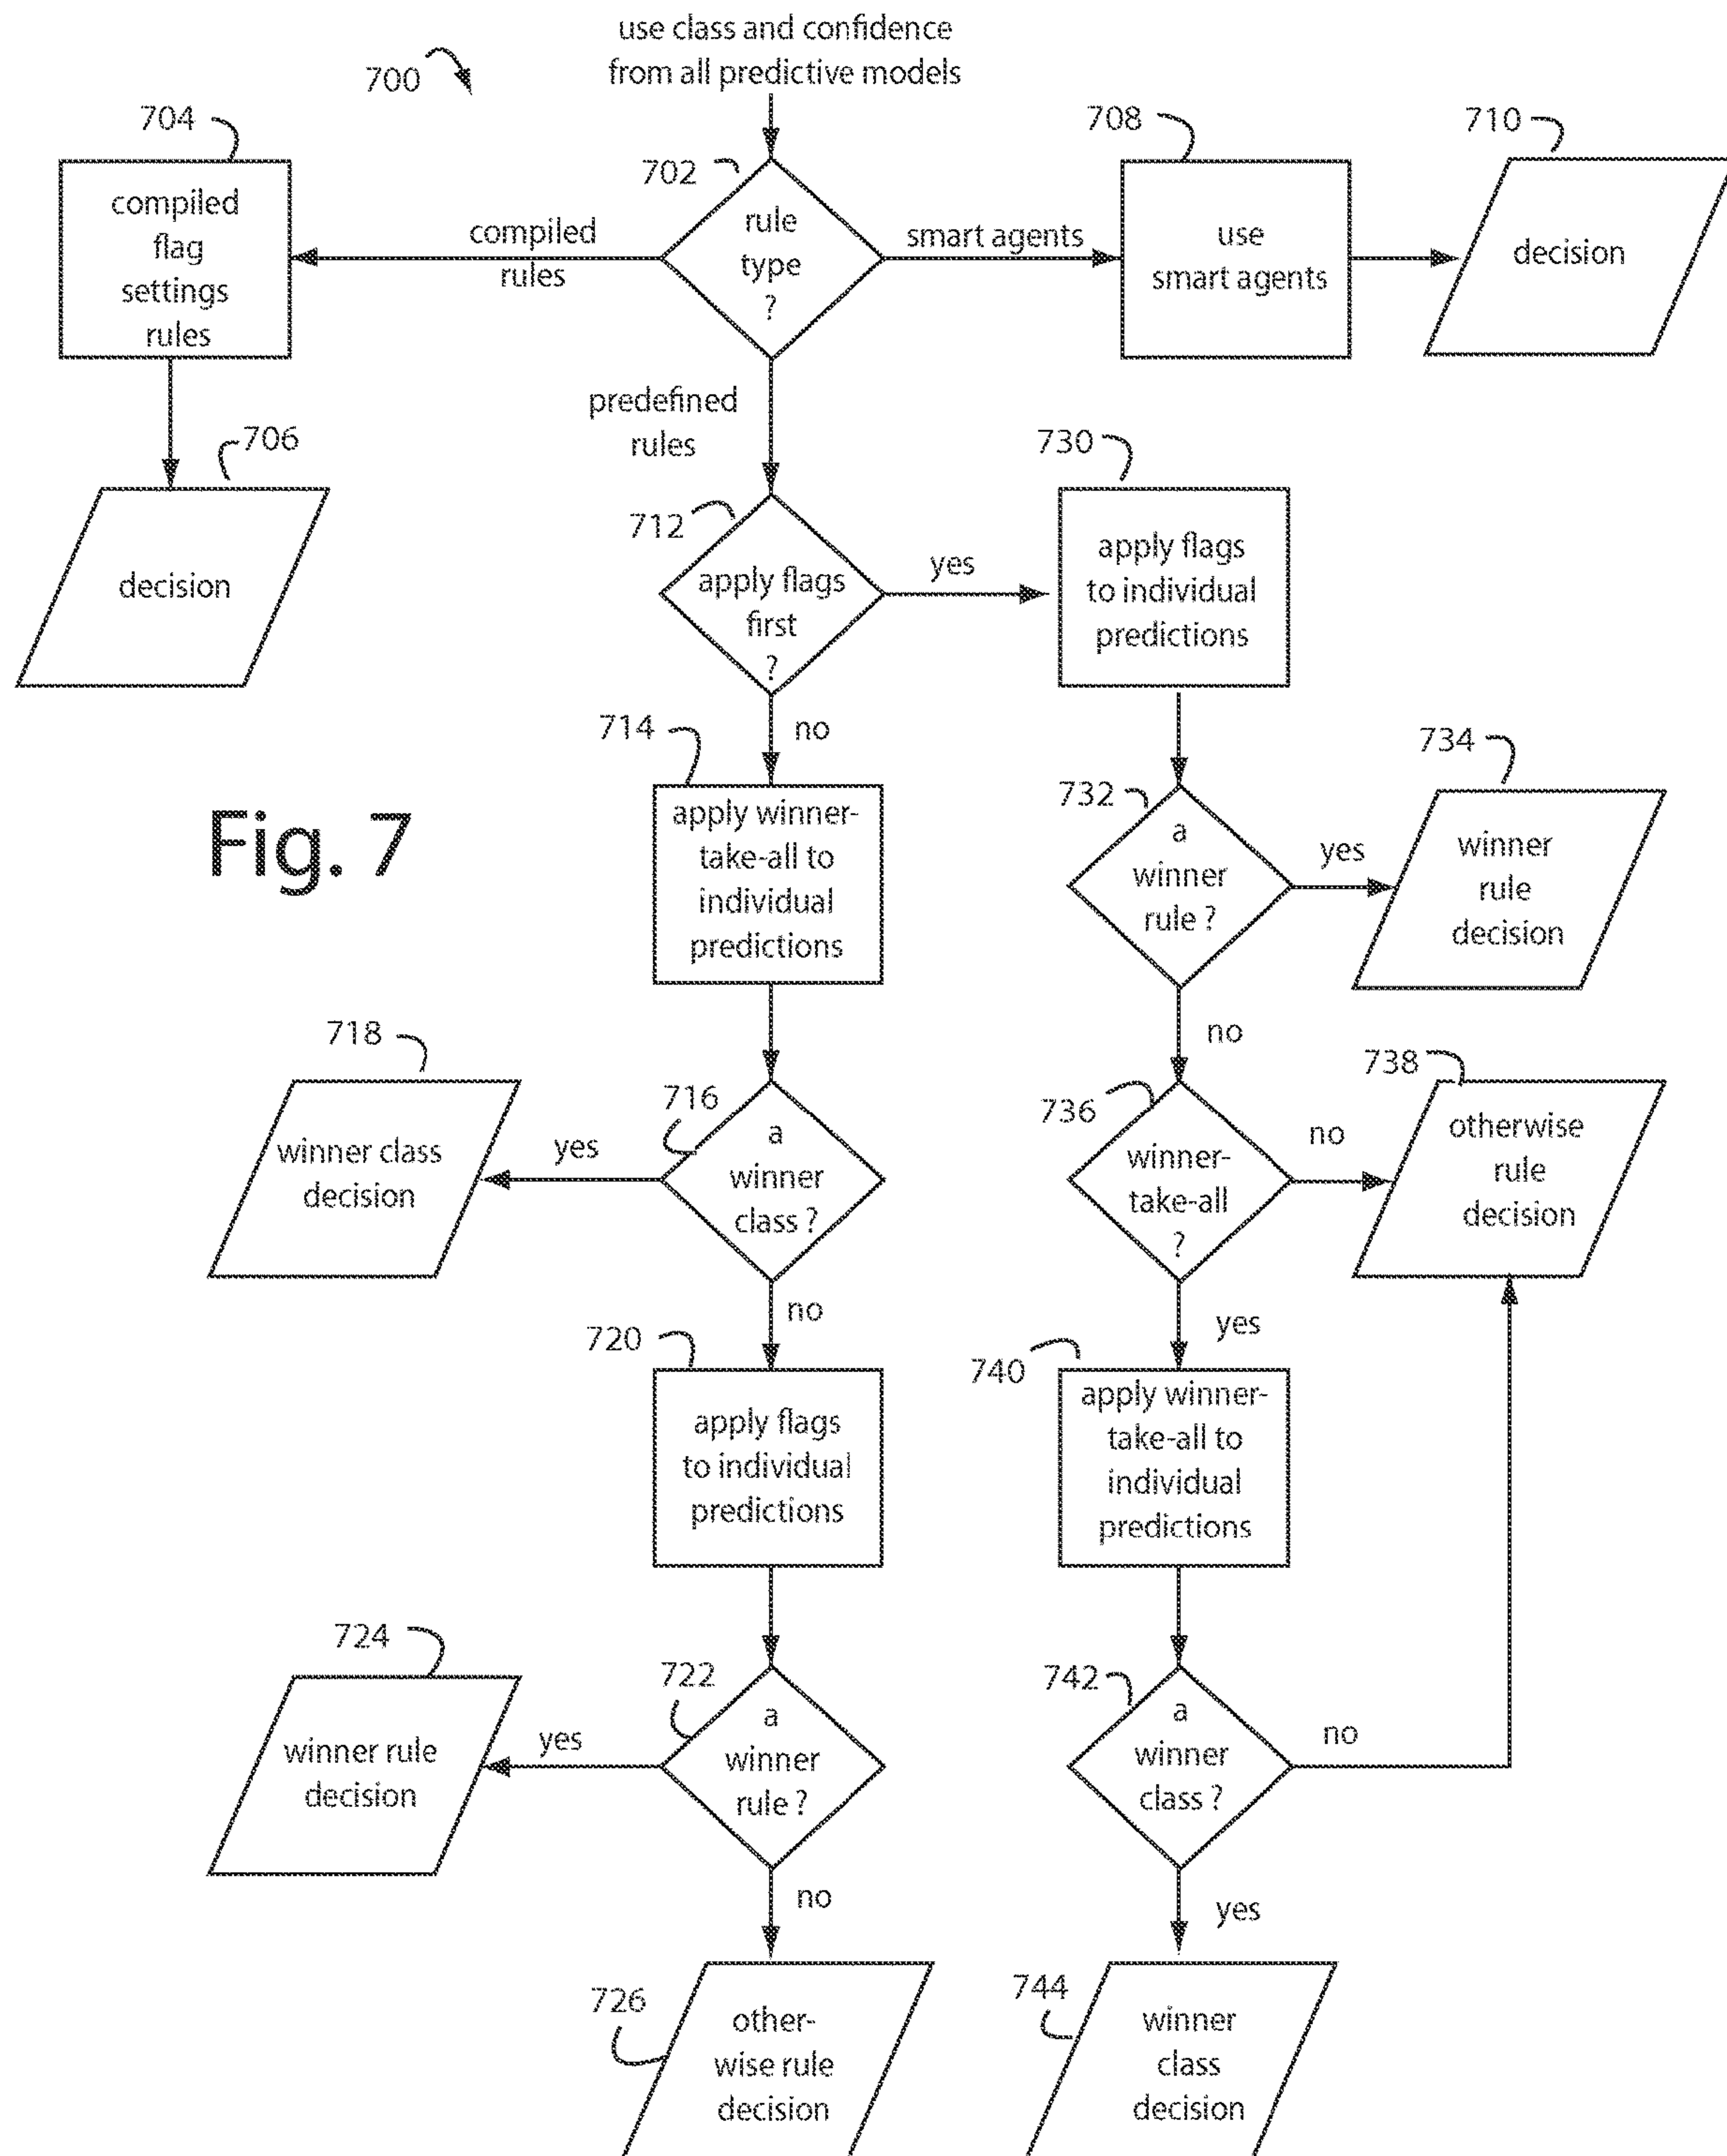 use class and confidence
from all predictive models
700
704
compiled
flag
settings
rules
702
rule
type
?
compiled
rules
smart agents
708
use
smart agents
710
decision
706
decision
predefined
rules
712
apply flags
first
?
yes
730
apply flags
to individual
predictions
no
714
apply winner-
take-all to
individual
predictions
Fig. 7
732
a
winner
rule ?
yes
734
winner
rule
decision
no
718
winner class
decision
yes
716
a
winner
class ?
736
winner-
take-all
?
no
738
otherwise
rule
decision
no
720
apply flags
to individual
predictions
yes
740
apply winner-
take-all to
individual
predictions
724
winner rule
decision
yes
722
a
winner
rule ?
742
a
winner
class ?
no
no
726
other-
wise rule
decision
yes
744
winner
class
decision